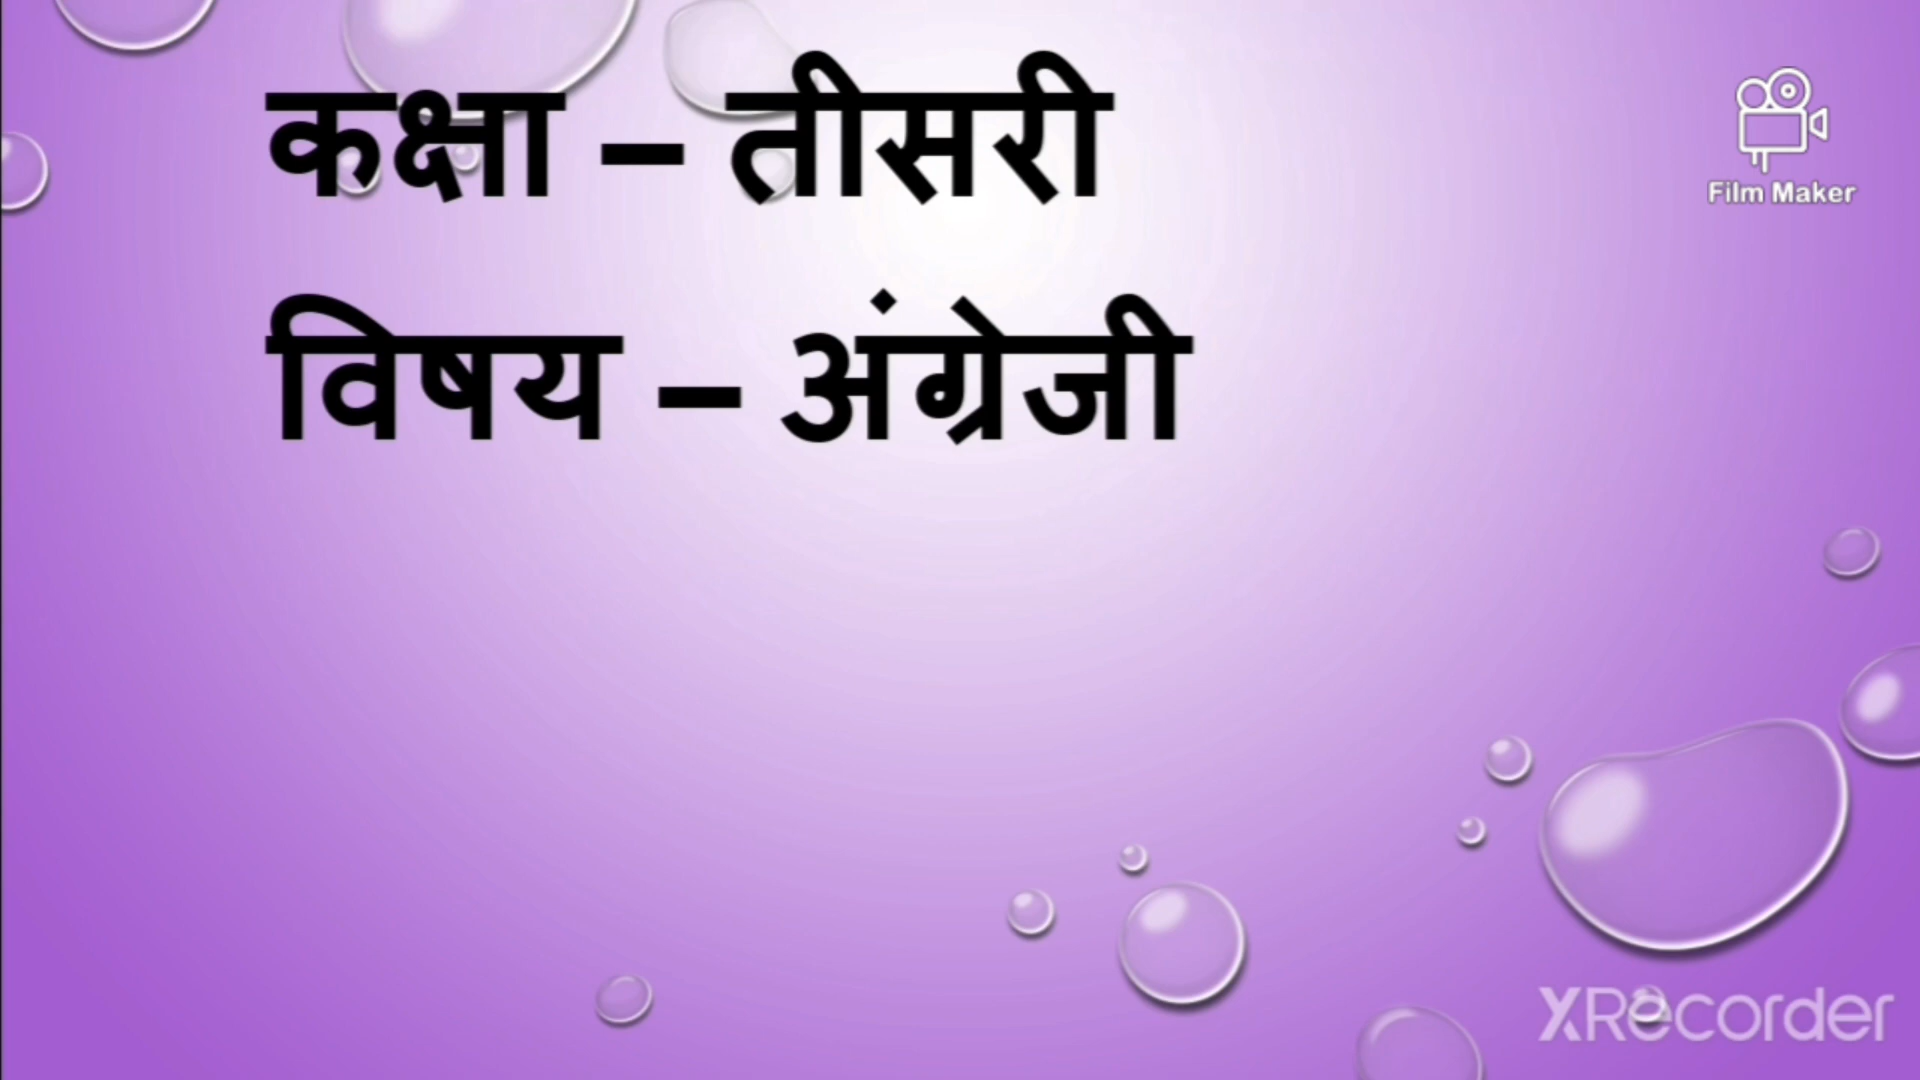 कक्षा – तीसरी
Film Maker
विषय – अंग्रेजी
XRecorder